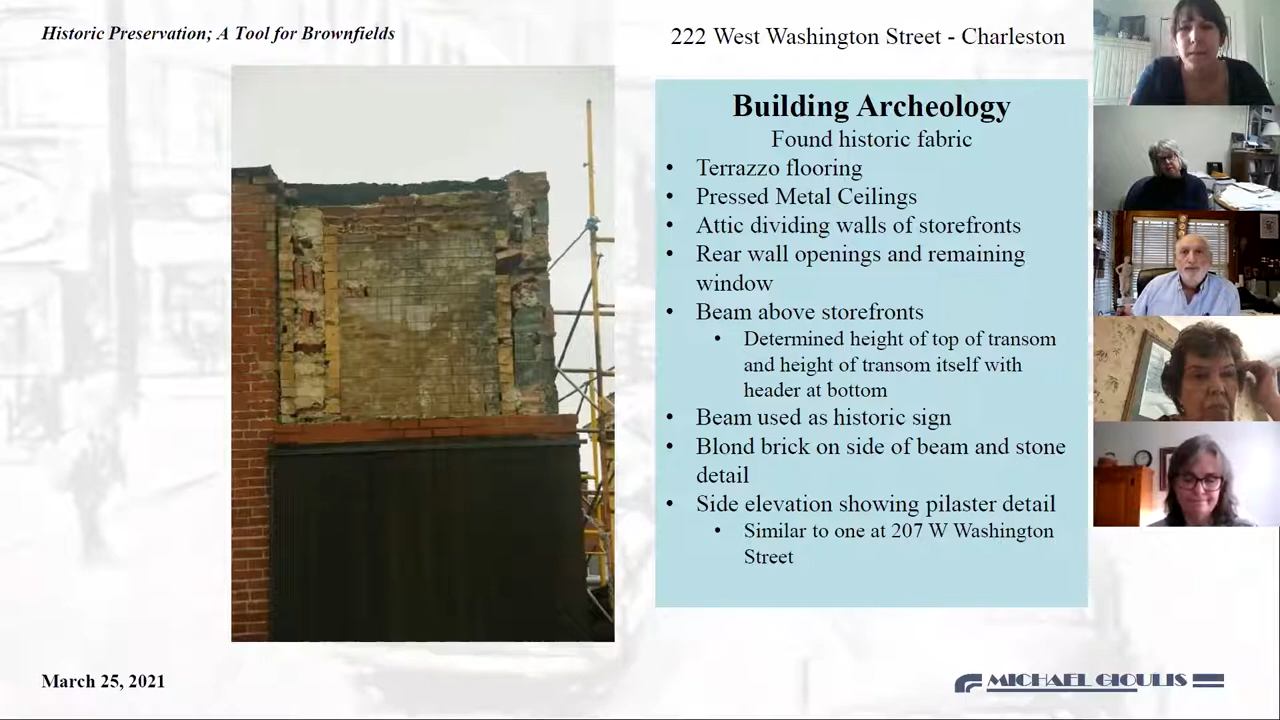 Historic Preservation; A Tool for Brownfields
222 West Washington Street - Charleston
Building Archeology
Found historic fabric
• Terrazzo flooring
• Pressed Metal Ceilings
• Attic dividing walls of storefronts
• Rear wall openings and remaining
window
• Beam above storefronts
• Determined height of top of transom
and height of transom itself with
header at bottom
• Beam used as historic sign
• Blond brick on side of beam and stone
detail
• Side elevation showing pilaster detail
• Similar to one at 207 W Washington
Street
March 25, 2021
MICHAEL GIOULIS